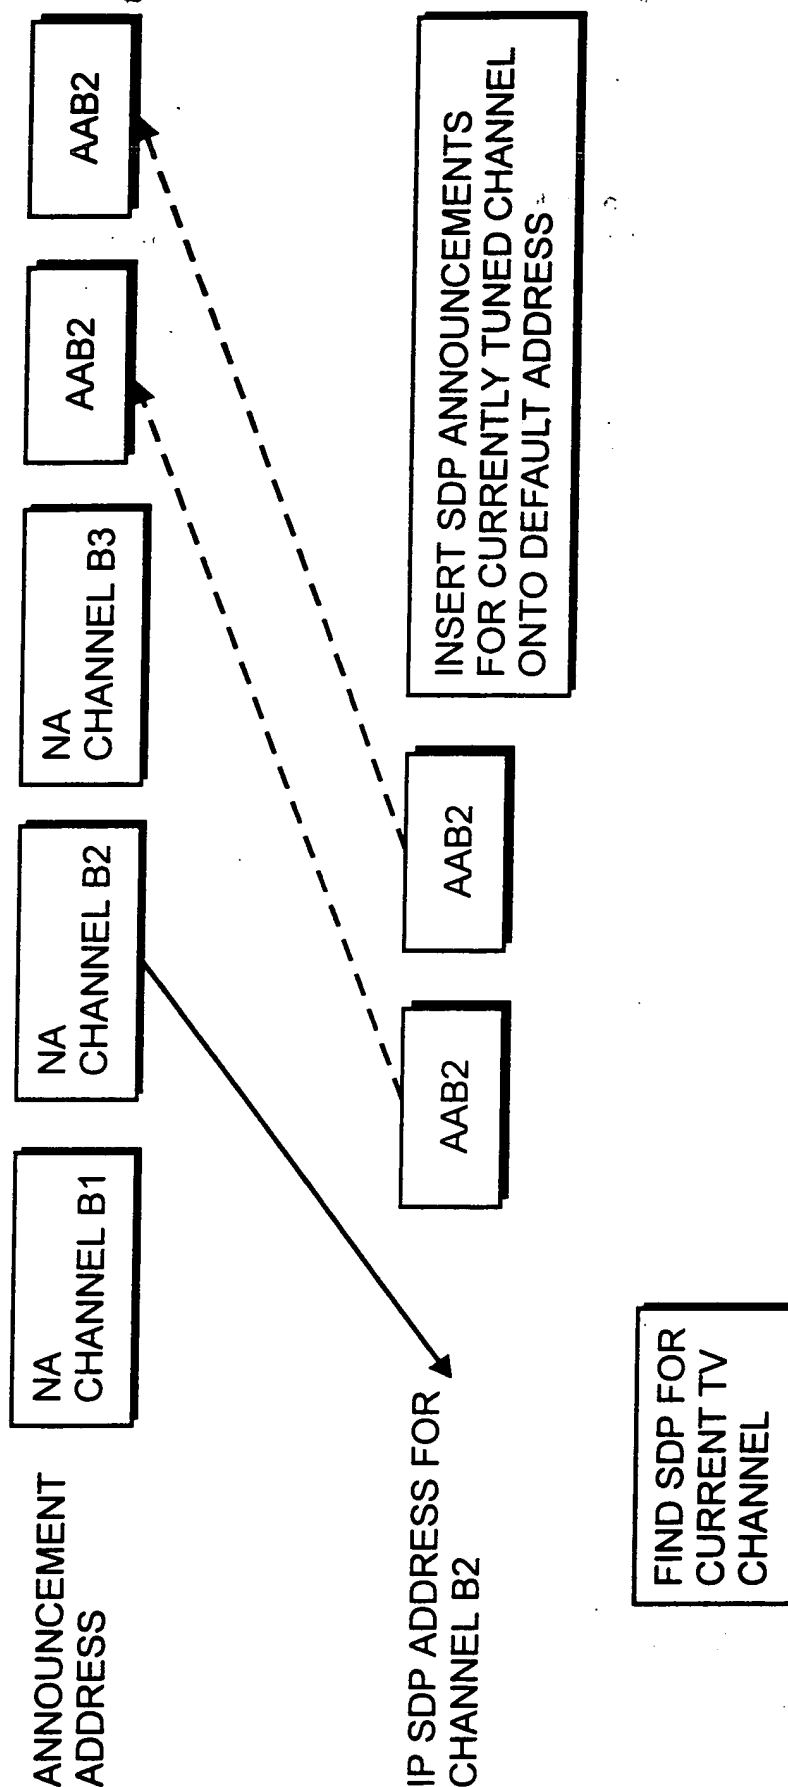 ANNOUNCEMENT
ADDRESS
NA
CHANNEL B1
NA
CHANNEL B2
NA
CHANNEL B3
AAB2
AAB2
IP SDP ADDRESS FOR
CHANNEL B2
AAB2
AAB2
INSERT SDP ANNOUNCEMENTS
FOR CURRENTLY TUNED CHANNEL
ONTO DEFAULT ADDRESS
FIND SDP FOR
CURRENT TV
CHANNEL